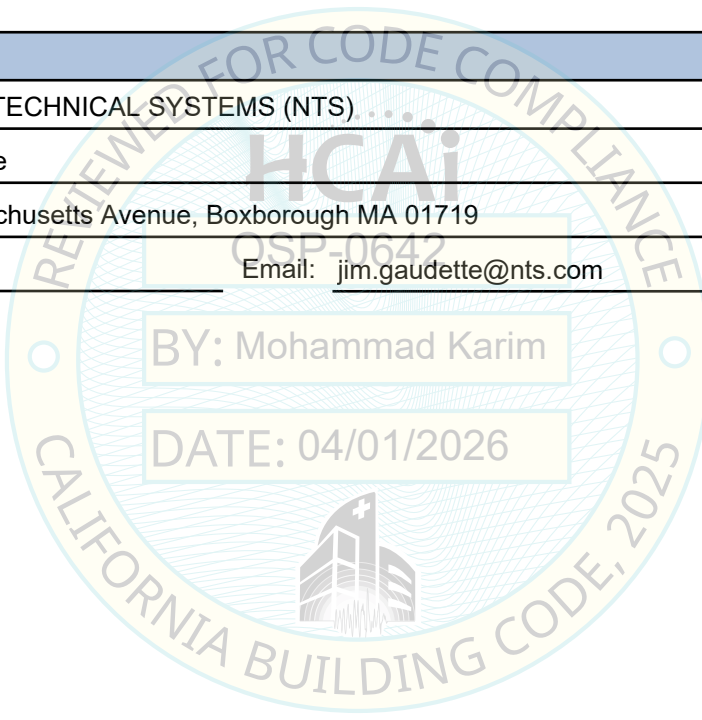 TECHNICAL SYSTEMS (NTS)
e
chusetts Avenue, Boxborough MA 01719
Email: jim.gaudette@nts.com
REVIEWED FOR CODE COMPLIANCE
HCAi
OSP-0642
BY: Mohammad Karim
DATE: 04/01/2026
CALIFORNIA BUILDING CODE, 2025